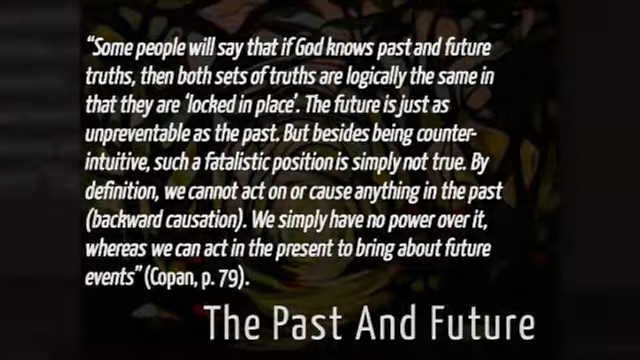 “Some people will say that if God knows past and future
truths, then both sets of truths are logically the same in
that they are ‘locked in place’. The future is just as
unpreventable as the past. But besides being counter-
intuitive, such a fatalistic position is simply not true. By
definition, we cannot act on or cause anything in the past
(backward causation). We simply have no power over it,
whereas we can act in the present to bring about future
events” (Copan, p. 79).
The Past And Future